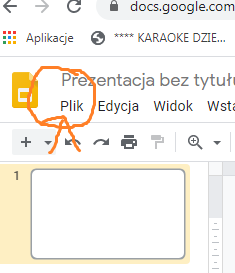 docs.google.com
Aplikacje **** KARAOKE DZIE...
Prezentacja bez tytułu
Plik Edycja Widok Wsta
1